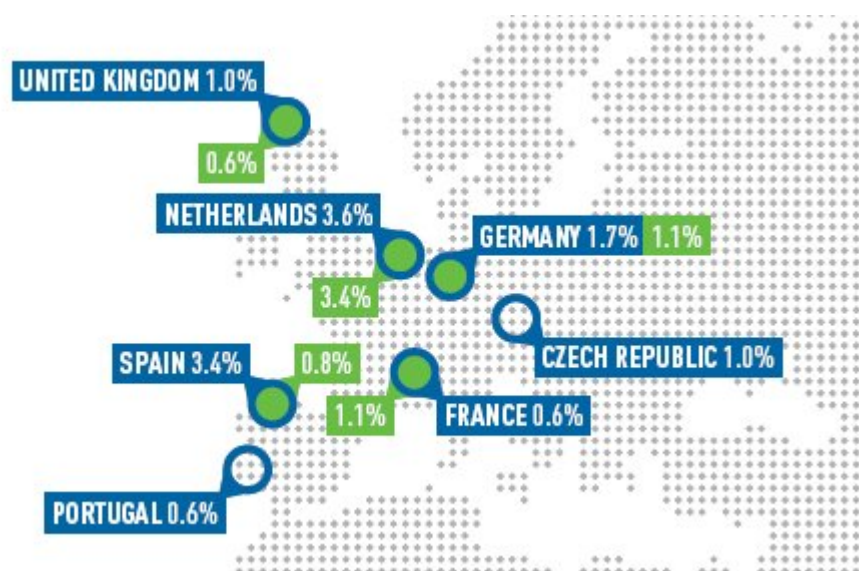 UNITED KINGDOM 1.0%
0.6%
NETHERLANDS 3.6%
GERMANY 1.7% 1.1%
3.4%
CZECH REPUBLIC 1.0%
SPAIN 3.4% 0.8%
1.1% FRANCE 0.6%
PORTUGAL 0.6%